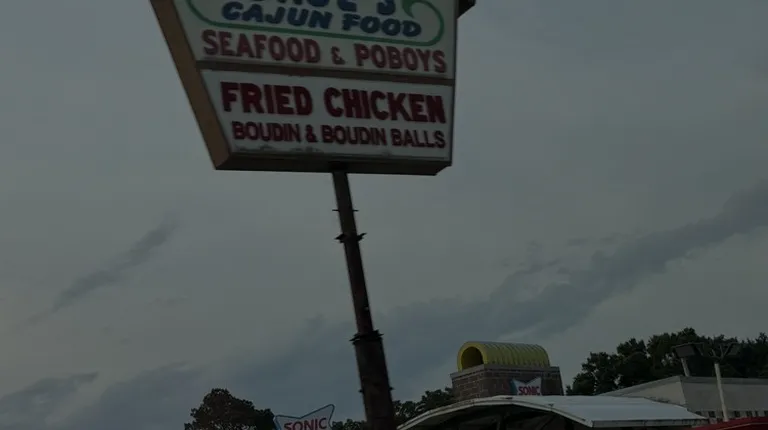 CAJUN FOOD
SEAFOOD & POBOYS
FRIED CHICKEN
BOUDIN & BOUDIN BALLS
SONIC
SONIC